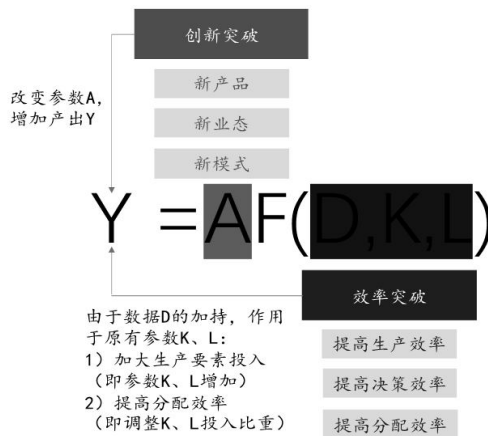 创新突破
改变参数A，
增加产出Y
新产品
新业态
新模式
Y =AF(D,K,L)
效率突破
由于数据D的加持，作用
于原有参数K、L：
1）加大生产要素投入
（即参数K、L增加）
2）提高分配效率
（即调整K、L投入比重）
提高生产效率
提高决策效率
提高分配效率